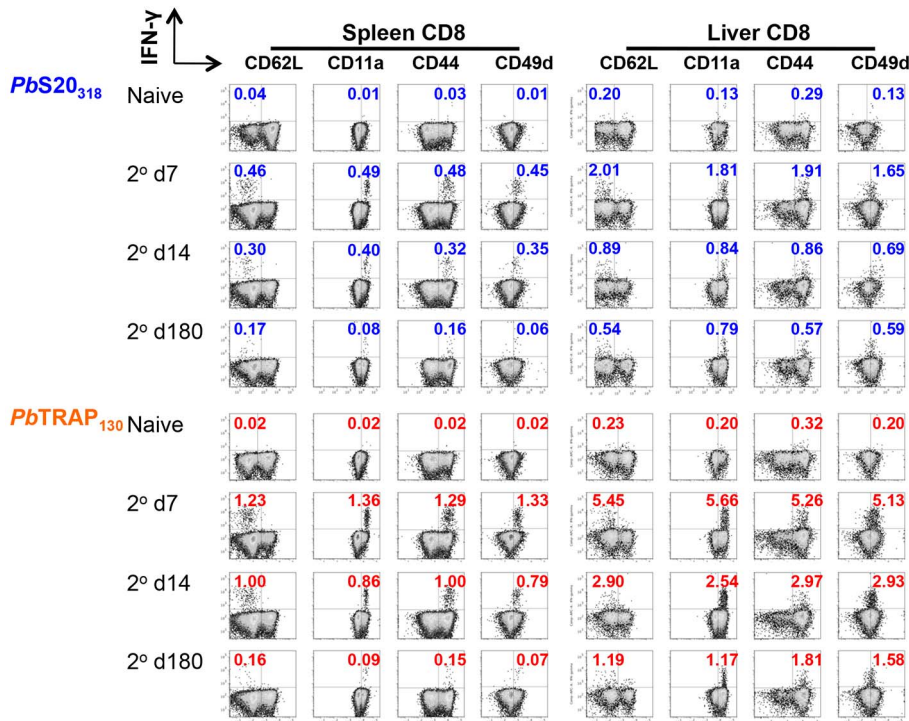 IFN-γ
Spleen CD8 Liver CD8
CD62L CD11a CD44 CD49d CD62L CD11a CD44 CD49d
PbS20318 Naive 0.04 0.01 0.03 0.01 0.20 0.13 0.29 0.13
2º d7 0.46 0.49 0.48 0.45 2.01 1.81 1.91 1.65
2º d14 0.30 0.40 0.32 0.35 0.89 0.84 0.86 0.69
2º d180 0.17 0.08 0.16 0.06 0.54 0.79 0.57 0.59
PbTRAP130 Naive 0.02 0.02 0.02 0.02 0.23 0.20 0.32 0.20
2º d7 1.23 1.36 1.29 1.33 5.45 5.66 5.26 5.13
2º d14 1.00 0.86 1.00 0.79 2.90 2.54 2.97 2.93
2º d180 0.16 0.09 0.15 0.07 1.19 1.17 1.81 1.58